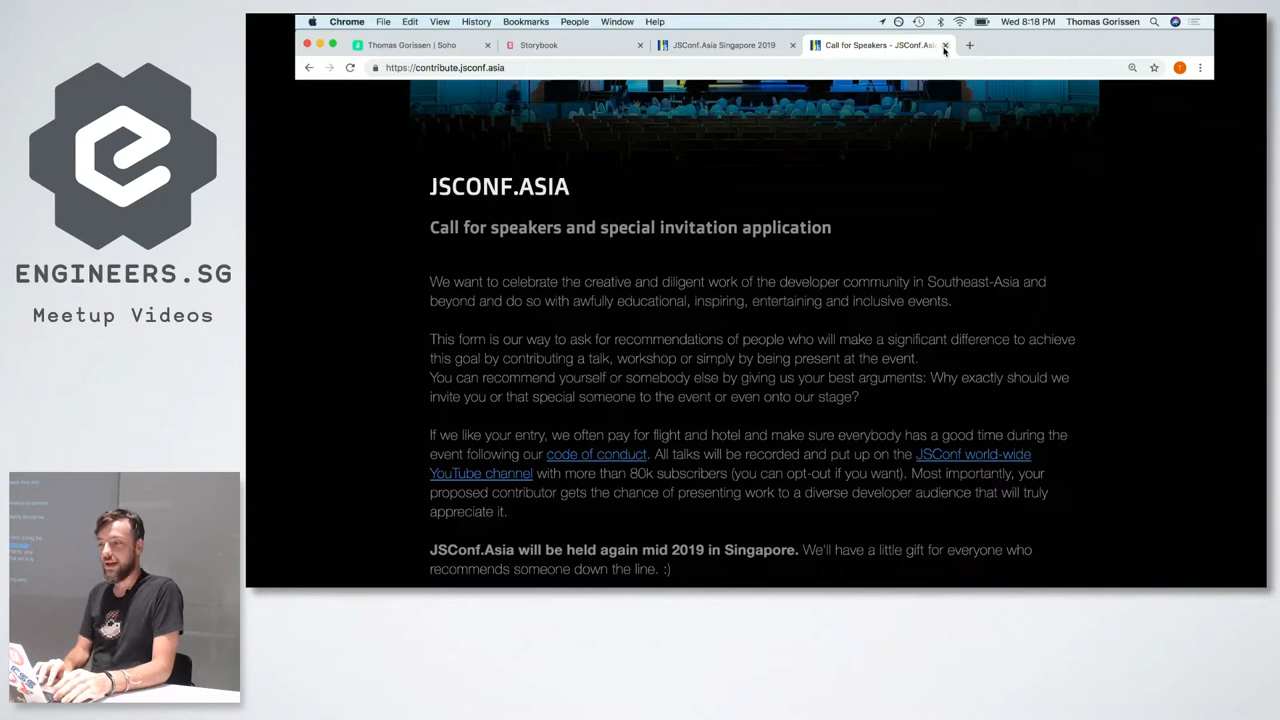 Chrome File Edit View History Bookmarks People Window Help Wed 8:18 PM Thomas Gorissen
Thomas Gorissen | Soho
Storybook
JSConf.Asia Singapore 2019
Call for Speakers - JSConf.Asi
https://contribute.jsconf.asia
T
ENGINEERS.SG
Meetup Videos
JSCONF.ASIA
Call for speakers and special invitation application
We want to celebrate the creative and diligent work of the developer community in Southeast-Asia and
beyond and do so with awfully educational, inspiring, entertaining and inclusive events.
This form is our way to ask for recommendations of people who will make a significant difference to achieve
this goal by contributing a talk, workshop or simply by being present at the event.
You can recommend yourself or somebody else by giving us your best arguments: Why exactly should we
invite you or that special someone to the event or even onto our stage?
If we like your entry, we often pay for flight and hotel and make sure everybody has a good time during the
event following our code of conduct. All talks will be recorded and put up on the JSConf world-wide
YouTube channel with more than 80k subscribers (you can opt-out if you want). Most importantly, your
proposed contributor gets the chance of presenting work to a diverse developer audience that will truly
appreciate it.
JSConf.Asia will be held again mid 2019 in Singapore. We'll have a little gift for everyone who
recommends someone down the line. :)